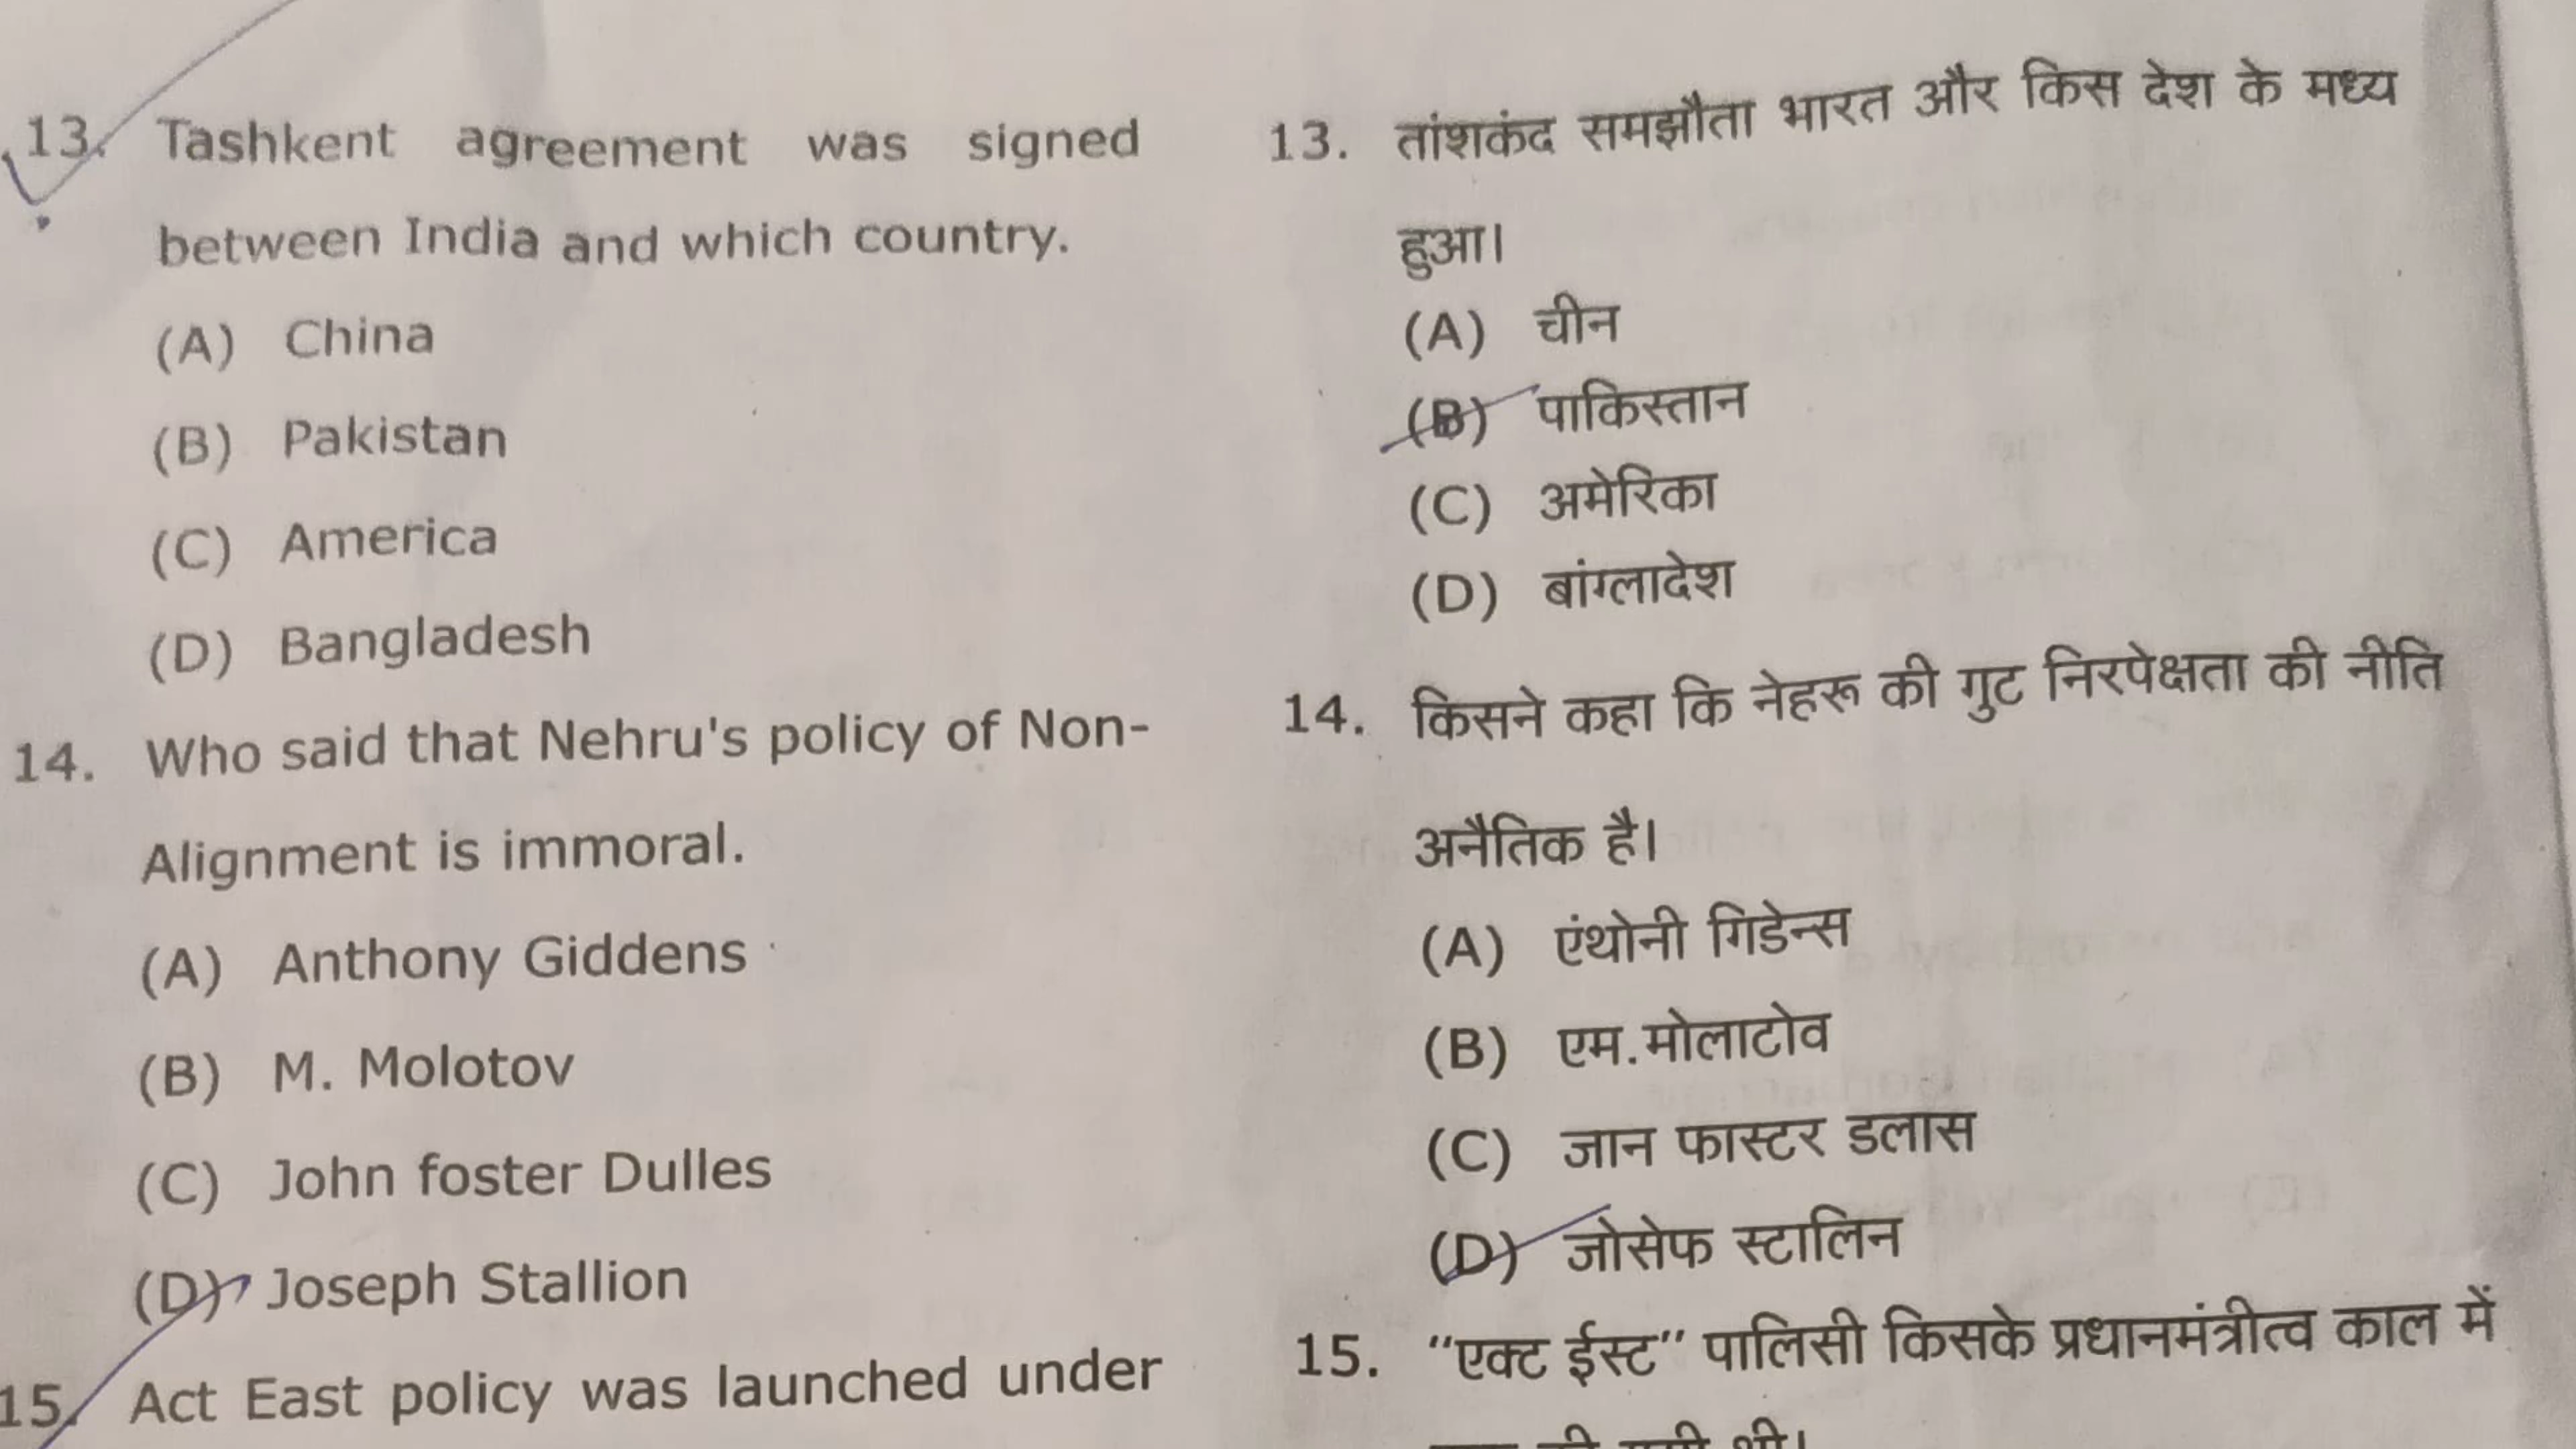 13. Tashkent agreement was signed
between India and which country.
(A) China
(B) Pakistan
(C) America
(D) Bangladesh
14. Who said that Nehru's policy of Non-
Alignment is immoral.
(A) Anthony Giddens
(B) M. Molotov
(C) John foster Dulles
(D) Joseph Stallion
15. Act East policy was launched under
13. तांशकंद समझौता भारत और किस देश के मध्य
हुआ।
(A) चीन
(B) पाकिस्तान
(C) अमेरिका
(D) बांग्लादेश
14. किसने कहा कि नेहरू की गुट निरपेक्षता की नीति
अनैतिक है।
(A) एंथोनी गिडेन्स
(B) एम.मोलाटोव
(C) जान फास्टर डलास
(D) जोसेफ स्टालिन
15. "एक्ट ईस्ट" पालिसी किसके प्रधानमंत्रीत्व काल में